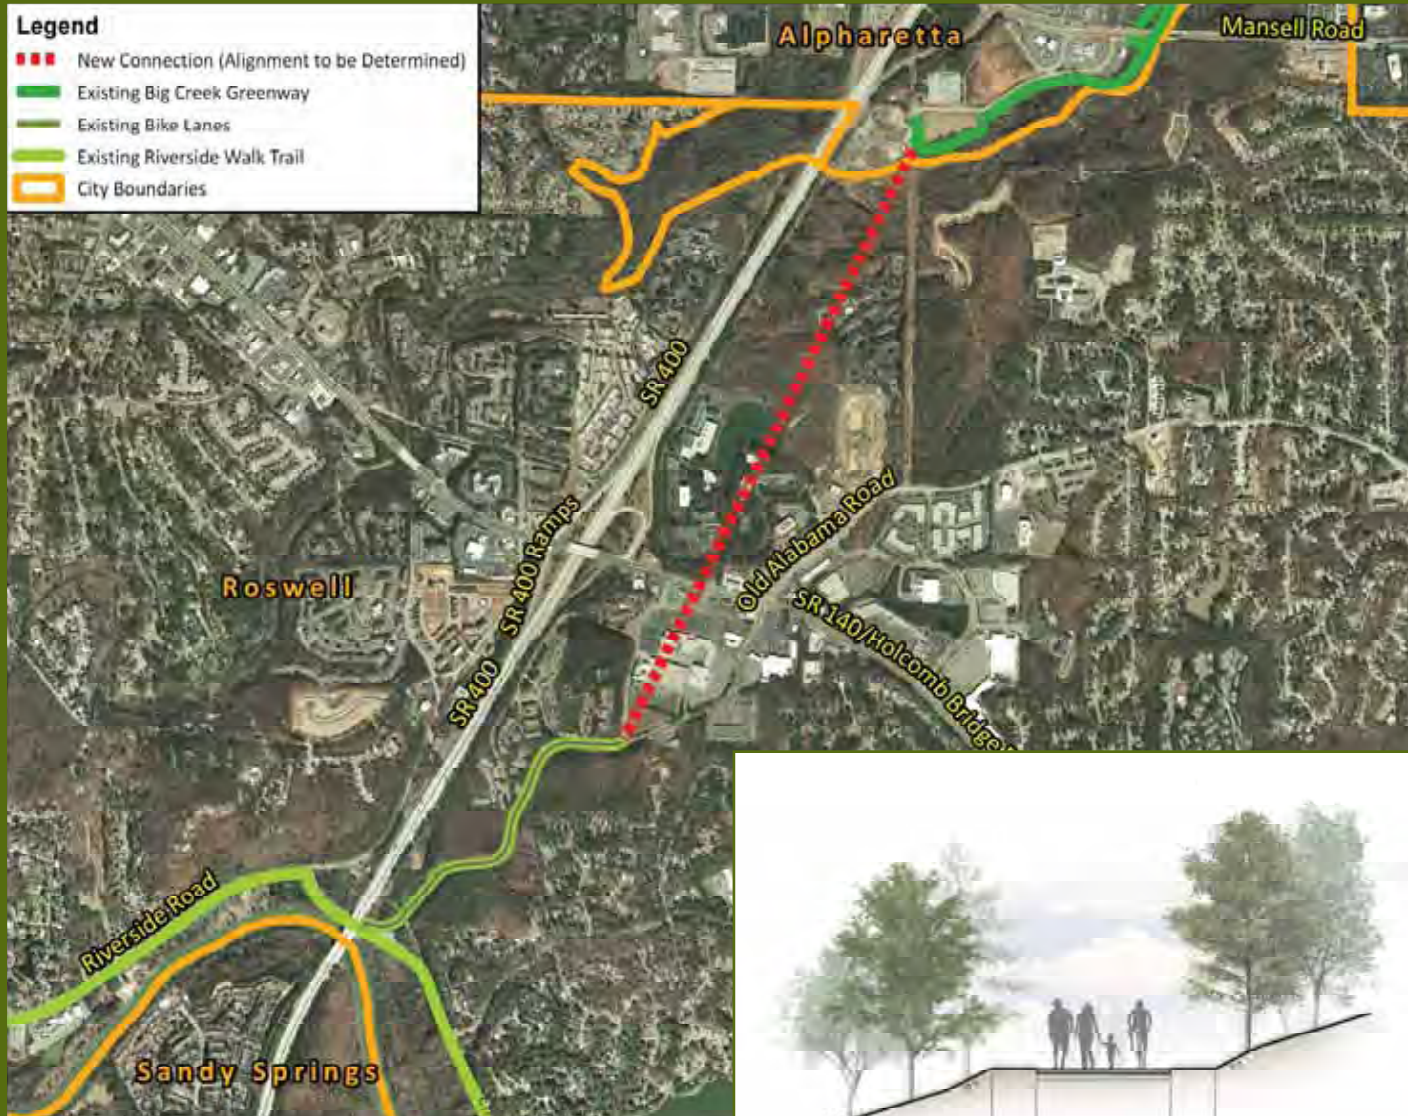 Legend
New Connection (Alignment to be Determined)
Existing Big Creek Greenway
Existing Bike Lanes
Existing Riverside Walk Trail
City Boundaries
Alpharetta
Mansell Road
SR 400
SR 400 Ramps
Old Alabama Road
Roswell
SR 140/Holcomb Bridge
SR 400
Riverside Road
Sandy Springs